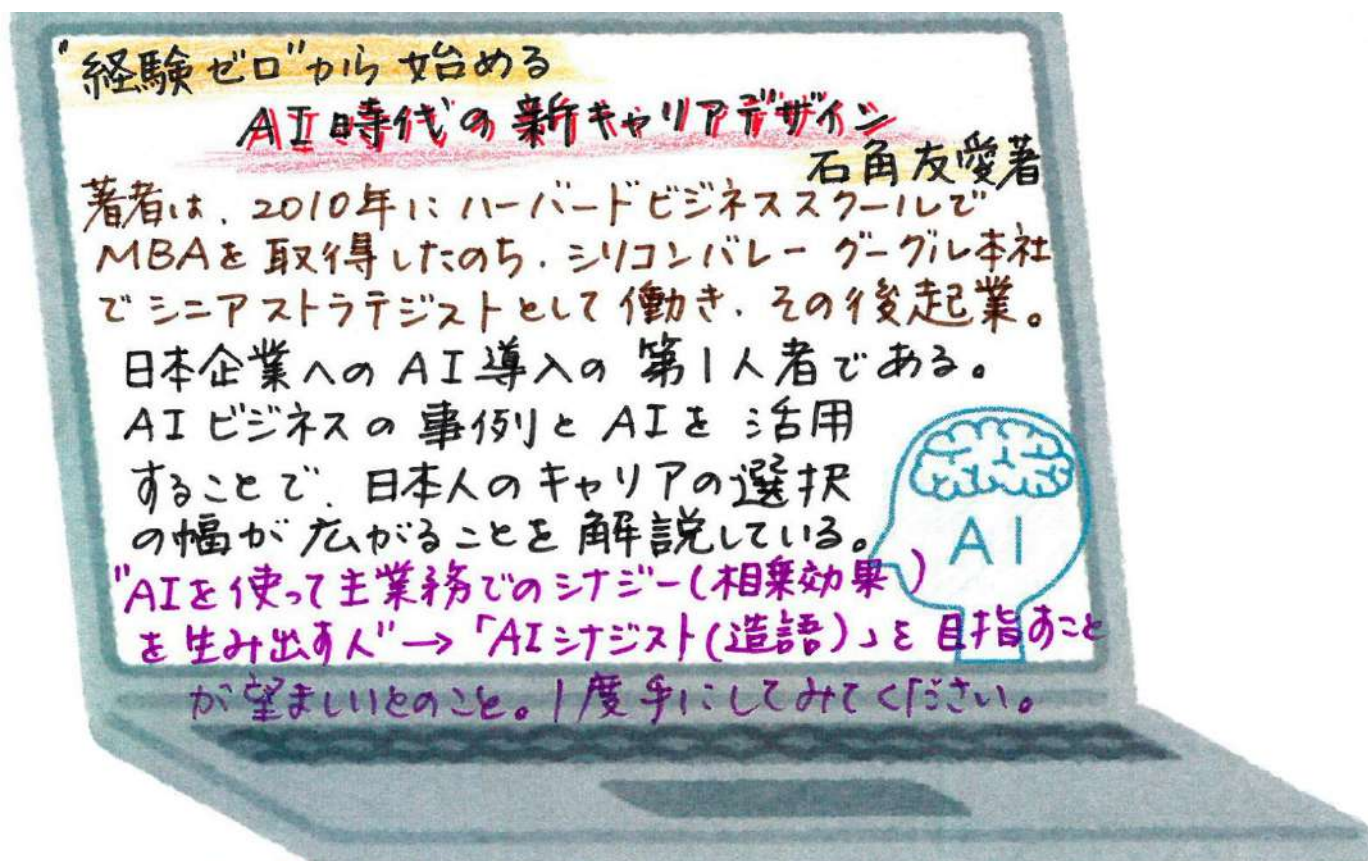 "経験ゼロ"から始める
AI時代の新キャリアデザイン
石角友愛著
著者は、2010年にハーバードビジネススクールで
MBAを取得したのち、シリコンバレーグーグル本社
でシニアストラテジストとして働き、その後起業。
日本企業へのAI導入の第1人者である。
AIビジネスの事例とAIを活用
することで、日本人のキャリアの選択
の幅が広がることを解説している。
AI
"AIを使って主業務でのシナジー(相乗効果)
を生み出す人"→「AIシナジスト(造語)」を目指すこと
が望ましいとのこと。1度手にしてみてください。